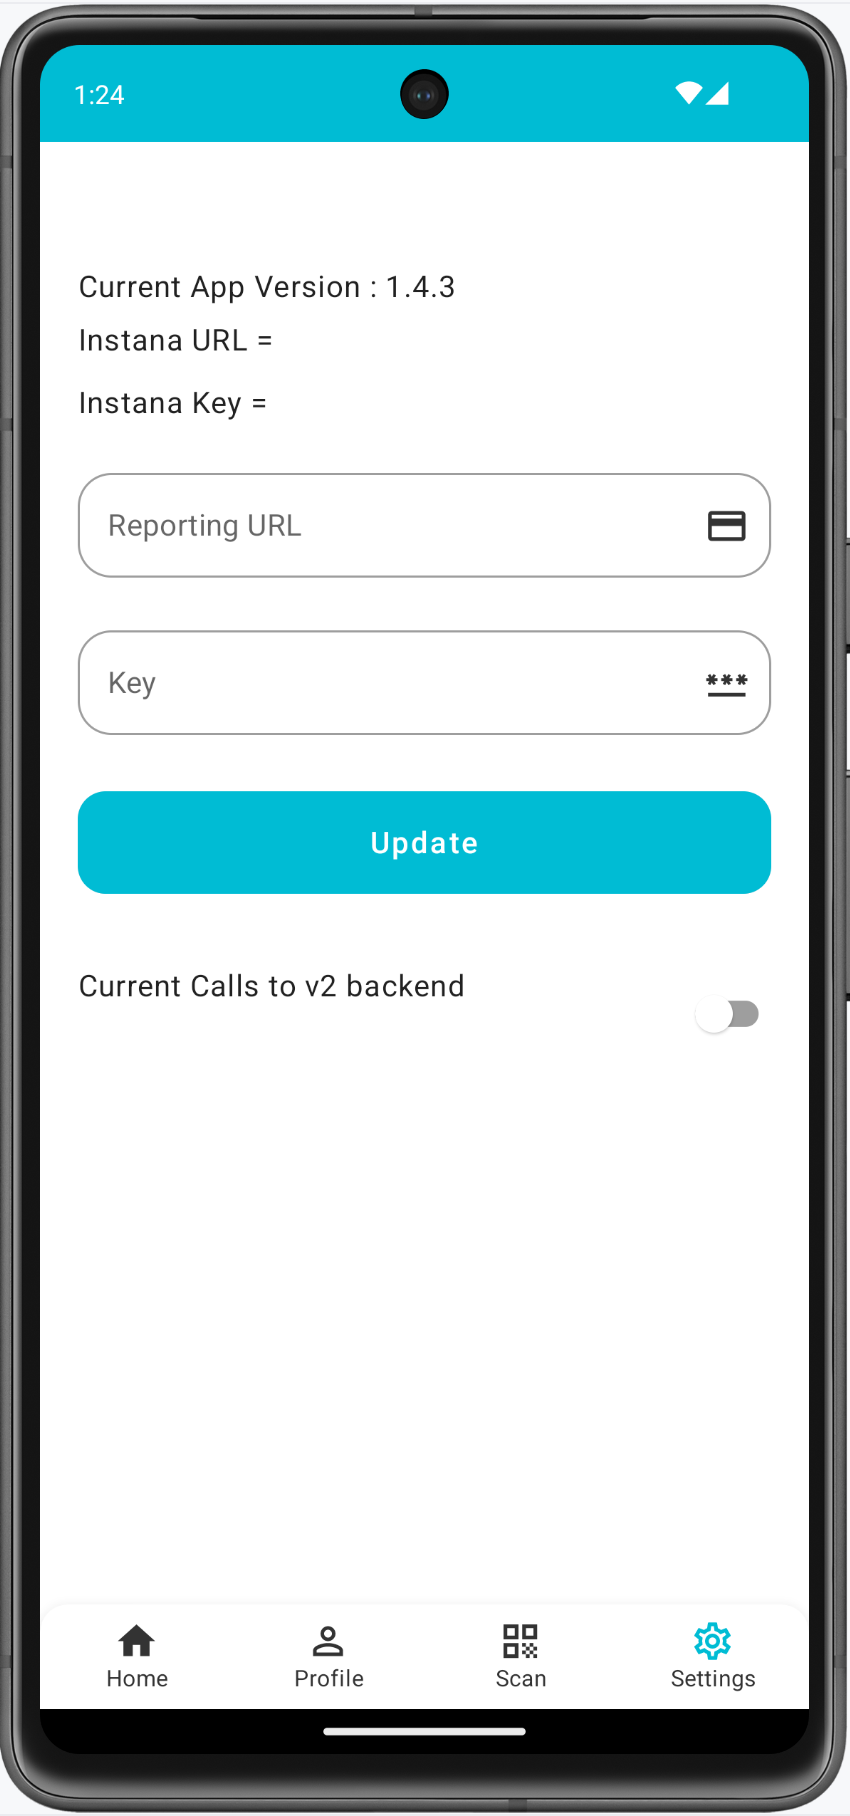 1:24
Current App Version : 1.4.3
Instana URL =
Instana Key =
Reporting URL
Key
***
Update
Current Calls to v2 backend
Home Profile Scan Settings